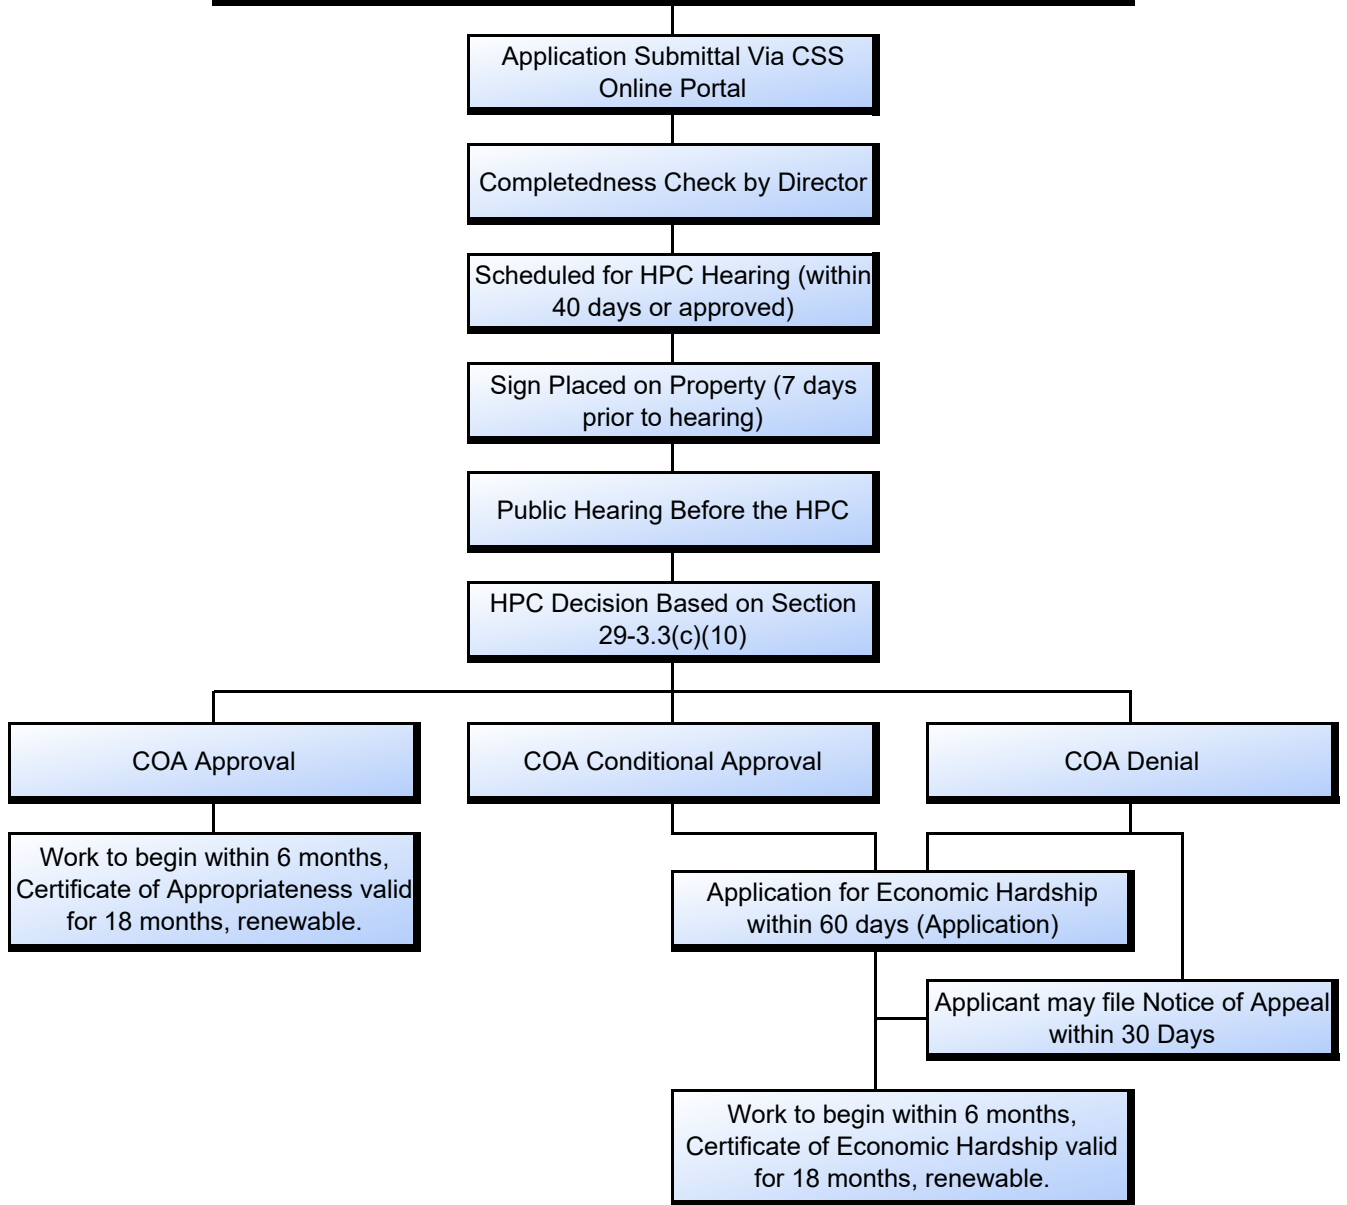 Application Submittal Via CSS
Online Portal
Completedness Check by Director
Scheduled for HPC Hearing (within
40 days or approved)
Sign Placed on Property (7 days
prior to hearing)
Public Hearing Before the HPC
HPC Decision Based on Section
29-3.3(c)(10)
COA Approval
COA Conditional Approval
COA Denial
Work to begin within 6 months,
Certificate of Appropriateness valid
for 18 months, renewable.
Application for Economic Hardship
within 60 days (Application)
Applicant may file Notice of Appeal
within 30 Days
Work to begin within 6 months,
Certificate of Economic Hardship valid
for 18 months, renewable.